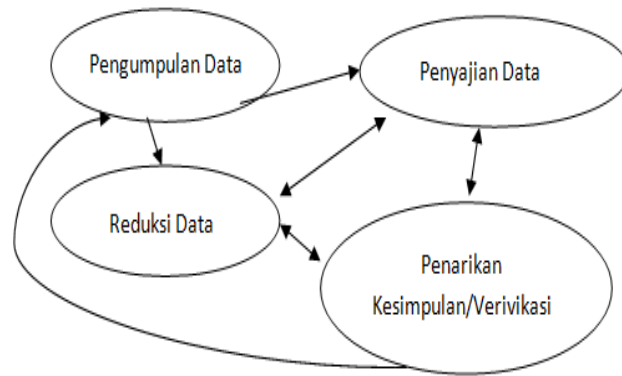 Pengumpulan Data
Penyajian Data
Reduksi Data
Penarikan
Kesimpulan/Verivikasi